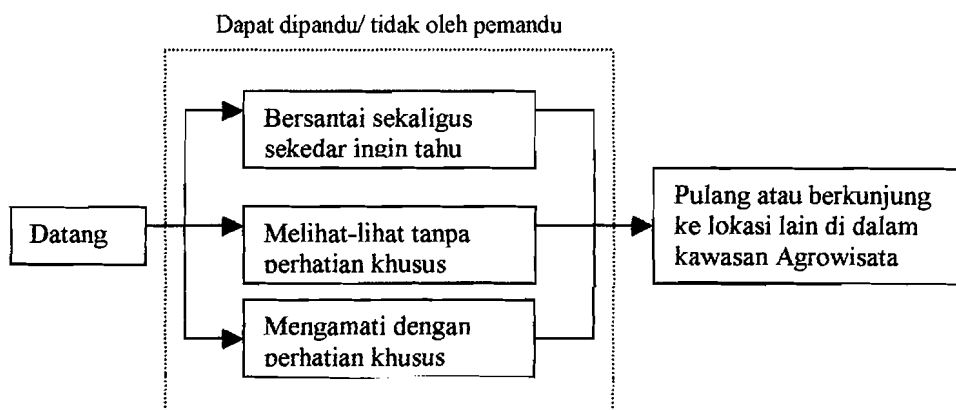 Dapat dipandu/ tidak oleh pemandu
Bersantai sekaligus
sekedar ingin tahu
Datang
Melihat-lihat tanpa
perhatian khusus
Mengamati dengan
perhatian khusus
Pulang atau berkunjung
ke lokasi lain di dalam
kawasan Agrowisata